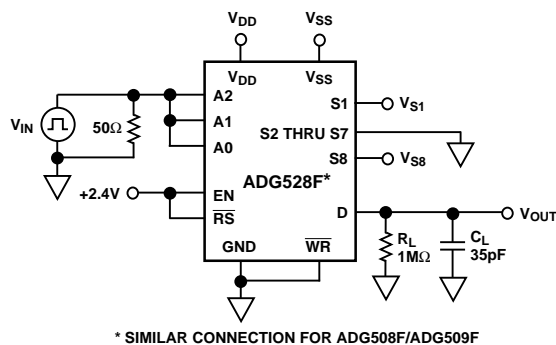 VDD
VSS
VDD
VSS
A2
S1
VS1
VIN
50Ω
A1
S2 THRU S7
A0
S8
VS8
ADG528F*
+2.4V
EN
D
VOUT
RS
RL
1MΩ
CL
35pF
GND
WR
* SIMILAR CONNECTION FOR ADG508F/ADG509F